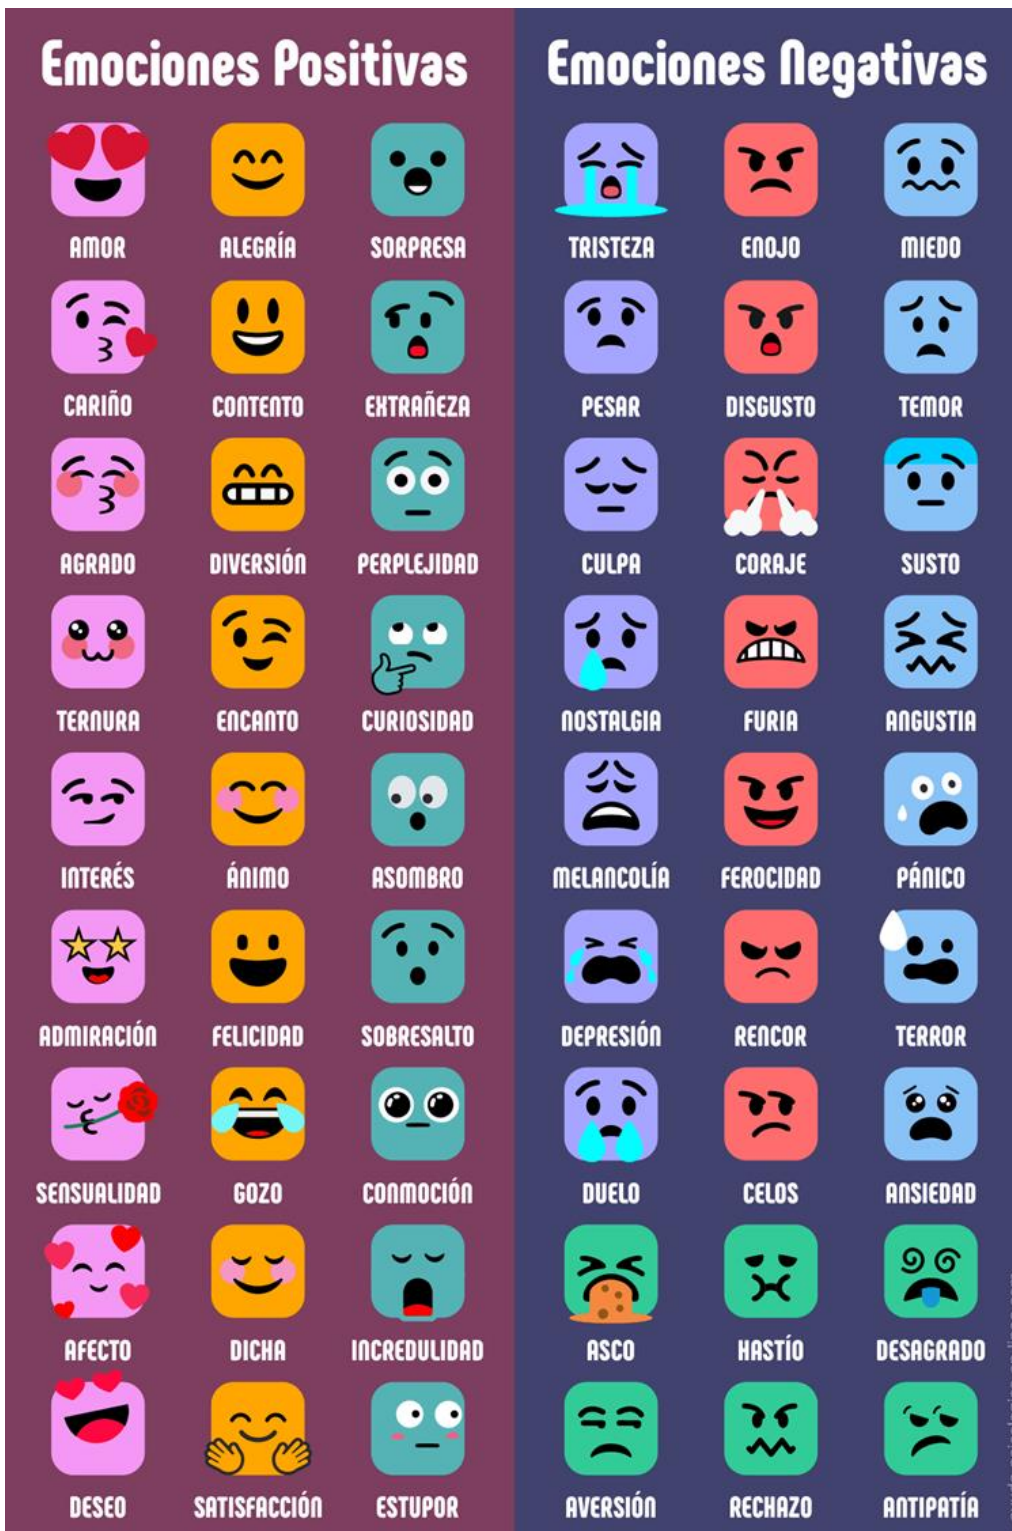 Emociones Positivas
Emociones Negativas
AMOR ALEGRÍA SORPRESA
TRISTEZA ENOJO MIEDO
CARIÑO CONTENTO EXTRAÑEZA
PESAR DISGUSTO TEMOR
AGRADO DIVERSIÓN PERPLEJIDAD
CULPA CORAJE SUSTO
TERNURA ENCANTO CURIOSIDAD
NOSTALGIA FURIA ANGUSTIA
INTERÉS ÁNIMO ASOMBRO
MELANCOLÍA FEROCIDAD PÁNICO
ADMIRACIÓN FELICIDAD SOBRESALTO
DEPRESIÓN RENCOR TERROR
SENSUALIDAD GOZO CONMOCIÓN
DUELO CELOS ANSIEDAD
AFECTO DICHA INCREDULIDAD
ASCO HASTÍO DESAGRADO
DESEO SATISFACCIÓN ESTUPOR
AVERSIÓN RECHAZO ANTIPATÍA